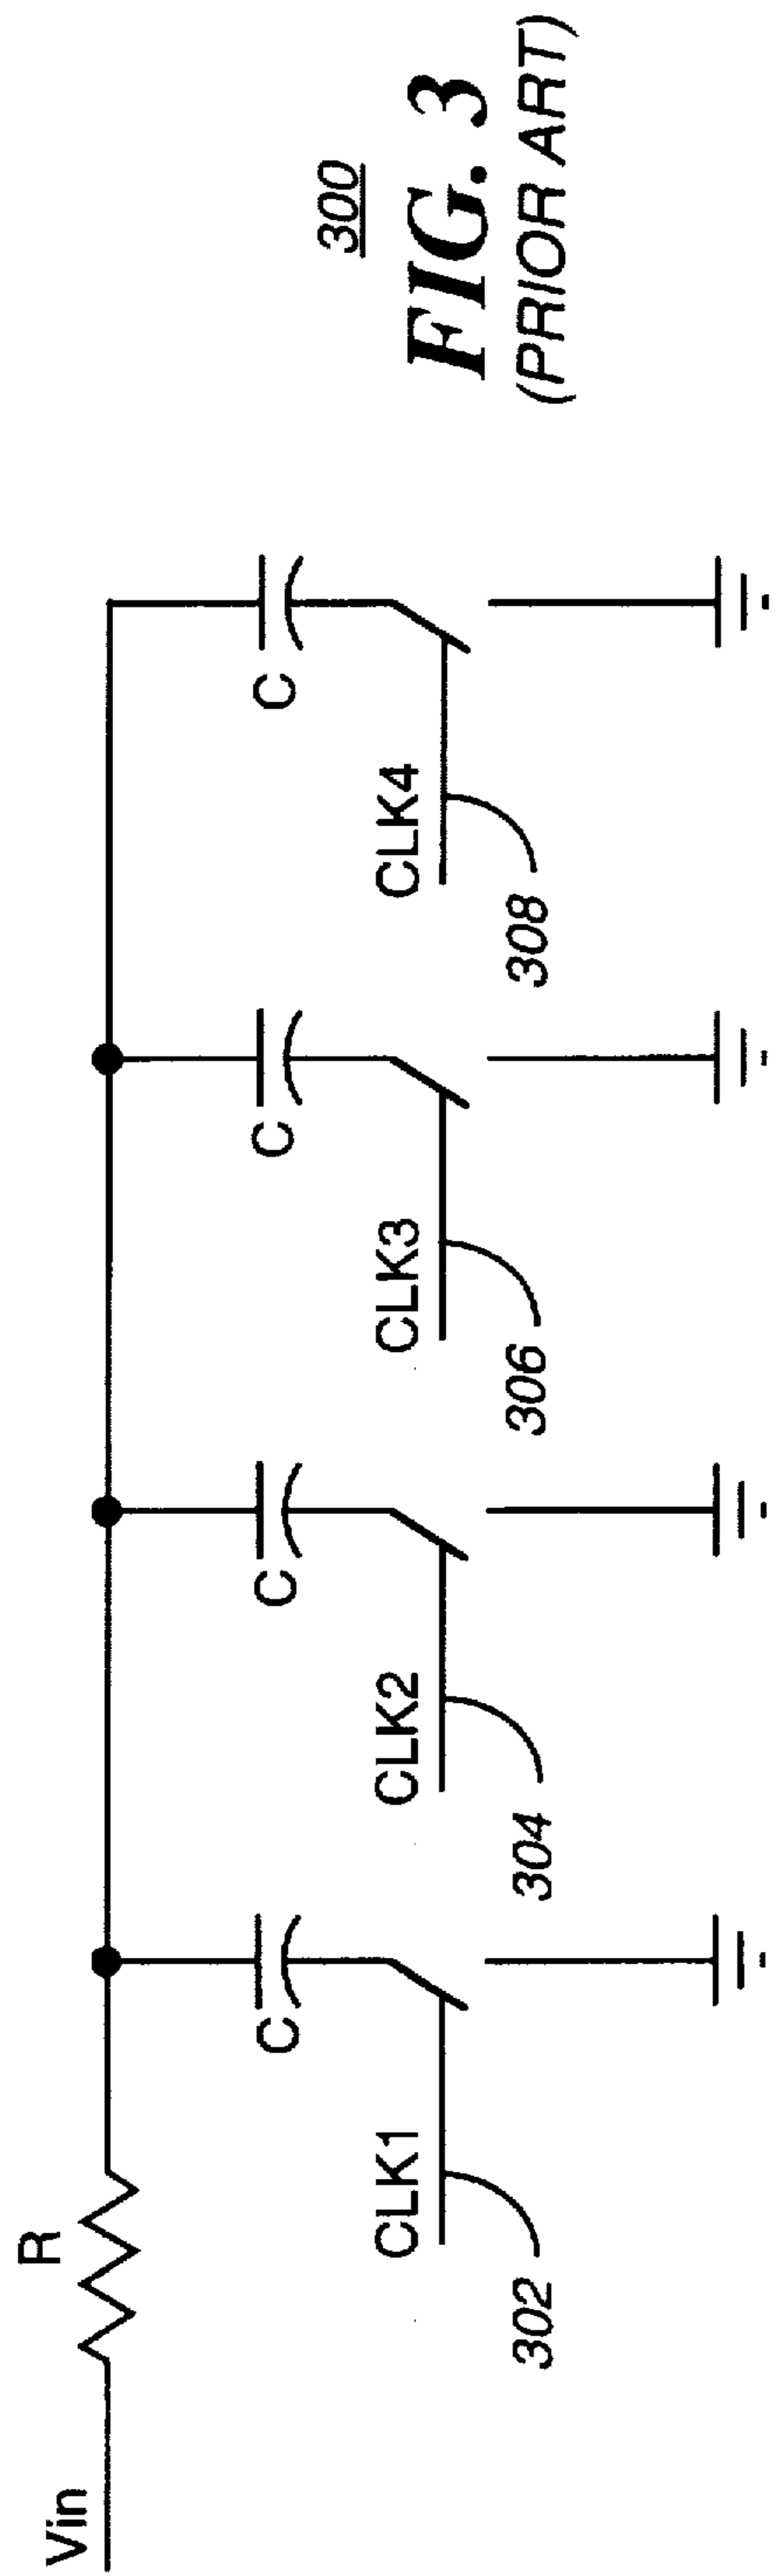 Vin
R
C
C
C
C
CLK1
CLK2
CLK3
CLK4
302
304
306
308
300
FIG. 3
(PRIOR ART)